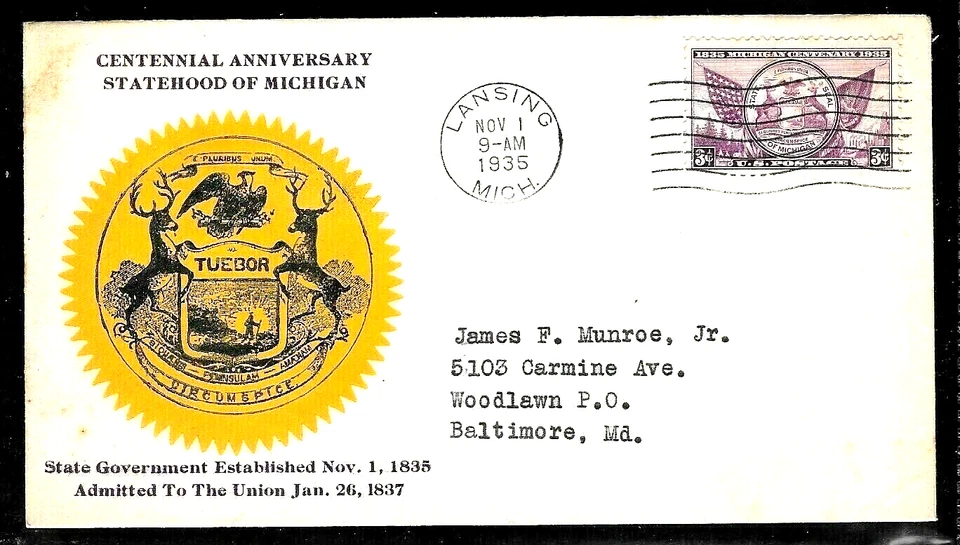 CENTENNIAL ANNIVERSARY
STATEHOOD OF MICHIGAN
E PLURIBUS UNUM
TUEBOR
SI QUAERIS PENINSULAM AMOENAM
CIRCUMSPICE
State Government Established Nov. 1, 1835
Admitted To The Union Jan. 26, 1837
LANSING
NOV 1
9-AM
1935
MICH.
1835 MICHIGAN CENTENARY 1935
STATE SEAL
OF MICHIGAN
3¢ U.S. POSTAGE 3¢
James F. Munroe, Jr.
5103 Carmine Ave.
Woodlawn P.O.
Baltimore, Md.